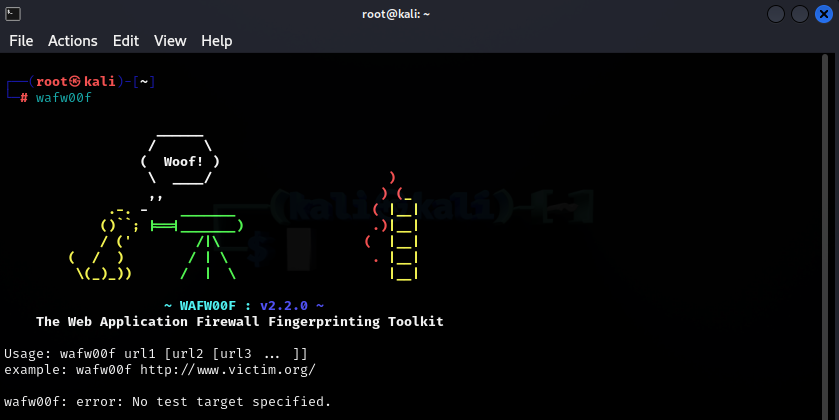 root@kali: ~
File Actions Edit View Help
┌──(root㉿kali)-[~]
└─# wafw00f
Woof!
~ WAFW00F : v2.2.0 ~
The Web Application Firewall Fingerprinting Toolkit
Usage: wafw00f url1 [url2 [url3 ... ]]
example: wafw00f http://www.victim.org/
wafw00f: error: No test target specified.